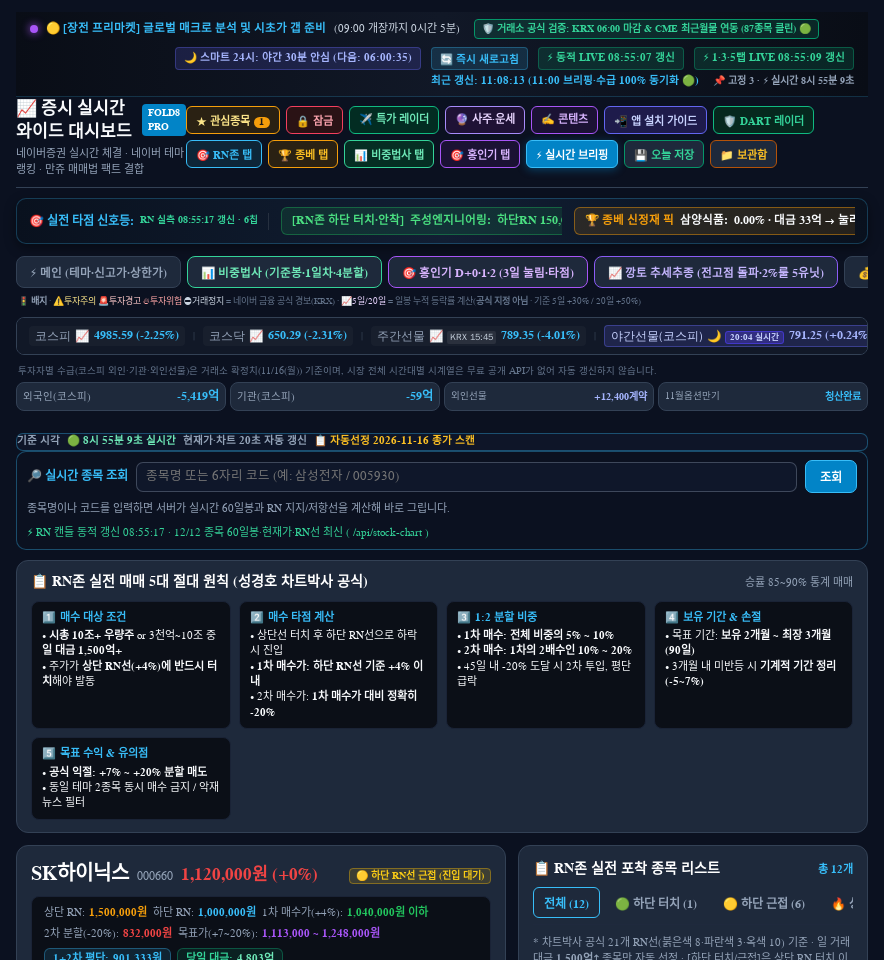 🟡 [장전 프리마켓] 글로벌 매크로 분석 및 시초가 갭 준비 (09:00 개장까지 0시간 5분)
🛡️ 거래소 공식 검증: KRX 06:00 마감 & CME 최근월물 연동 (87종목 클린) 🟢
🌙 스마트 24시: 야간 30분 안심 (다음: 06:00:35)
🔄 즉시 새로고침
⚡ 동적 LIVE 08:55:07 갱신
⚡ 1·3·5탭 LIVE 08:55:09 갱신
최근 갱신: 11:08:13 (11:00 브리핑·수급 100% 동기화 🟢)
📌 고정 3 · ⚡ 실시간 8시 55분 9초
📈 증시 실시간
와이드 대시보드
FOLD8
PRO
네이버증권 실시간 체결 · 네이버 테마
랭킹 · 만쥬 매매법 팩트 결합
★ 관심종목 1
🔒 잠금
✈️ 특가 레이더
🔮 사주 운세
✍️ 콘텐츠
📲 앱 설치 가이드
🛡️ DART 레이더
🎯 RN존 탭
🏆 종베 탭
📊 비중법사 탭
🎯 홍인기 탭
⚡ 실시간 브리핑
💾 오늘 저장
📁 보관함
🎯 실전 타점 신호등: RN 실측 08:55:17 갱신 · 6칩
[RN존 하단 터치·안착] 주성엔지니어링: 하단RN 150,
🏆 종베 신정재 픽 삼양식품: 0.00% · 대금 33억 → 눌
⚡ 메인 (테마·신고가·상한가)
📊 비중법사 (기준봉·1일차·4분할)
🎯 홍인기 D+0·1·2 (3일 눌림·타점)
📈 깡토 추세추종 (전고점 돌파·2%룰 5유닛)
🚦 배지 · ⚠️투자주의 🚨투자경고 ⛔투자위험 ⛔거래정지 = 네이버 금융 공식 경보(KRX) · 📈5일/20일 = 일봉 누적 등락률 계산(공식 지정 아님 · 기준 5일 +30% / 20일 +50%)
코스피 📈 4985.59 (-2.25%)
코스닥 📈 650.29 (-2.31%)
주간선물 📈 KRX 15:45 789.35 (-4.01%)
야간선물(코스피) 🌙 20:04 실시간 791.25 (+0.24%
투자자별 수급(코스피 외인·기관·외인선물)은 거래소 확정치(11/16(월)) 기준이며, 시장 전체 시간대별 시계열은 무료 공개 API가 없어 자동 갱신하지 않습니다.
외국인(코스피) -5,419억
기관(코스피) -59억
외인선물 +12,400계약
11월옵션만기 청산완료
기준 시각 🟢 8시 55분 9초 실시간 현재가·차트 20초 자동 갱신 📋 자동선정 2026-11-16 종가 스캔
🔎 실시간 종목 조회
종목명 또는 6자리 코드 (예: 삼성전자 / 005930)
조회
종목명이나 코드를 입력하면 서버가 실시간 60일봉과 RN 지지/저항선을 계산해 바로 그립니다.
⚡ RN 캔들 동적 갱신 08:55:17 · 12/12 종목 60일봉·현재가·RN선 최신 ( /api/stock-chart )
📋 RN존 실전 매매 5대 절대 원칙 (성경호 차트박사 공식)
승률 85~90% 통계 매매
1️⃣ 매수 대상 조건
• 시총 10조+ 우량주 or 3천억~10조 중
일 대금 1,500억+
• 주가가 상단 RN선(+4%)에 반드시 터
치해야 발동
2️⃣ 매수 타점 계산
• 상단선 터치 후 하단 RN선으로 하락
시 진입
• 1차 매수가: 하단 RN선 기준 +4% 이
내
• 2차 매수가: 1차 매수가 대비 정확히
-20%
3️⃣ 1:2 분할 비중
• 1차 매수: 전체 비중의 5% ~ 10%
• 2차 매수: 1차의 2배수인 10% ~ 20%
• 45일 내 -20% 도달 시 2차 투입, 평단
급락
4️⃣ 보유 기간 & 손절
• 목표 기간: 보유 2개월 ~ 최장 3개월
(90일)
• 3개월 내 미반등 시 기계적 기간 정리
(-5~7%)
5️⃣ 목표 수익 & 유의점
• 공식 익절: +7% ~ +20% 분할 매도
• 동일 테마 2종목 동시 매수 금지 / 악재
뉴스 필터
SK하이닉스 000660 1,120,000원 (+0%)
🟡 하단 RN선 근접 (진입 대기)
상단 RN: 1,500,000원 하단 RN: 1,000,000원 1차 매수가(+4%): 1,040,000원 이하
2차 분할(-20%): 832,000원 목표가(+7~20%): 1,113,000 ~ 1,248,000원
1+2차 평단: 901,333원
당일 대금: 4,803억
📋 RN존 실전 포착 종목 리스트
총 12개
전체 (12)
🟢 하단 터치 (1)
🟡 하단 근접 (6)
🔥
* 차트박사 공식 21개 RN선(붉은색 8·파란색 3·옥색 10) 기준 · 일 거래
대금 1,500억↑ 종목만 자동 선정 · [하단 터치/근접]은 상단 RN 터치 이